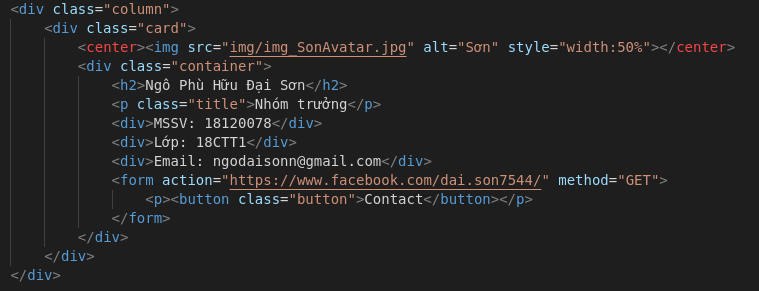 <div class="column">
<div class="card">
<center><img src="img/img_SonAvatar.jpg" alt="Sơn" style="width:50%"></center>
<div class="container">
<h2>Ngô Phù Hữu Đại Sơn</h2>
<p class="title">Nhóm trưởng</p>
<div>MSSV: 18120078</div>
<div>Lớp: 18CTT1</div>
<div>Email: ngodaisonn@gmail.com</div>
<form action="https://www.facebook.com/dai.son7544/" method="GET">
<p><button class="button">Contact</button></p>
</form>
</div>
</div>
</div>